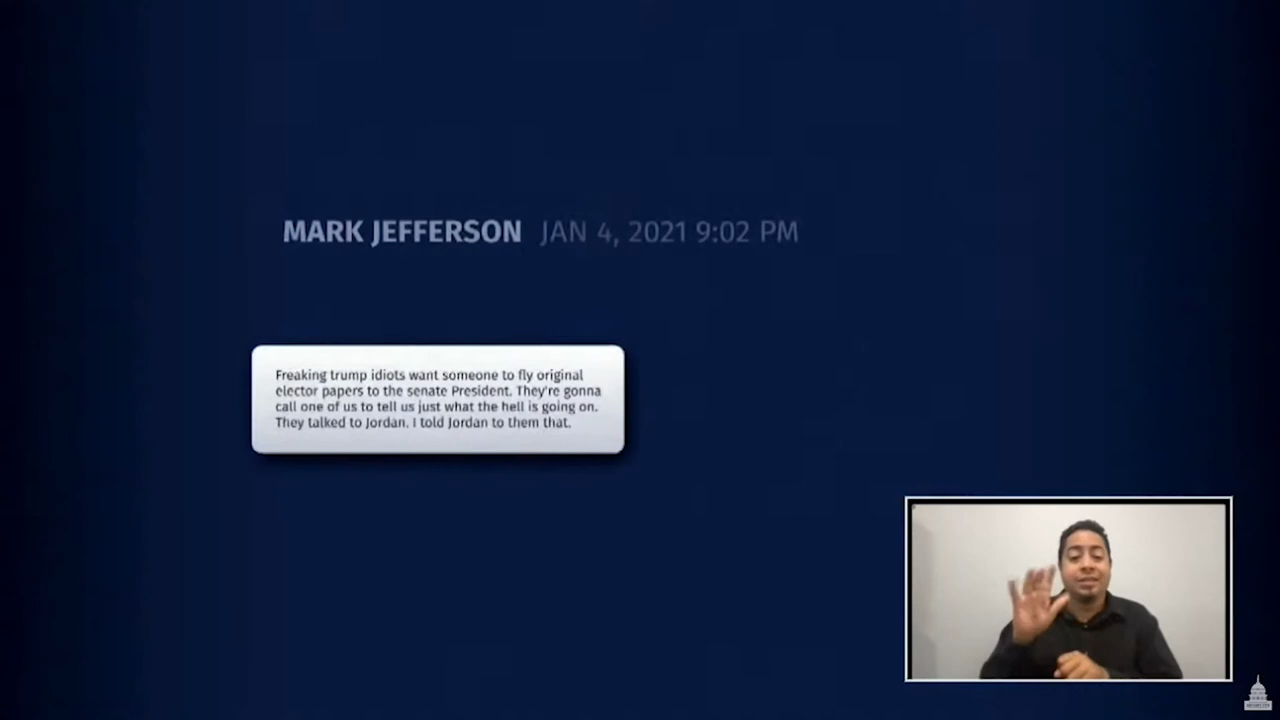 MARK JEFFERSON JAN 4, 2021 9:02 PM
Freaking trump idiots want someone to fly original
elector papers to the senate President. They're gonna
call one of us to tell us just what the hell is going on.
They talked to Jordan. I told Jordan to them that.